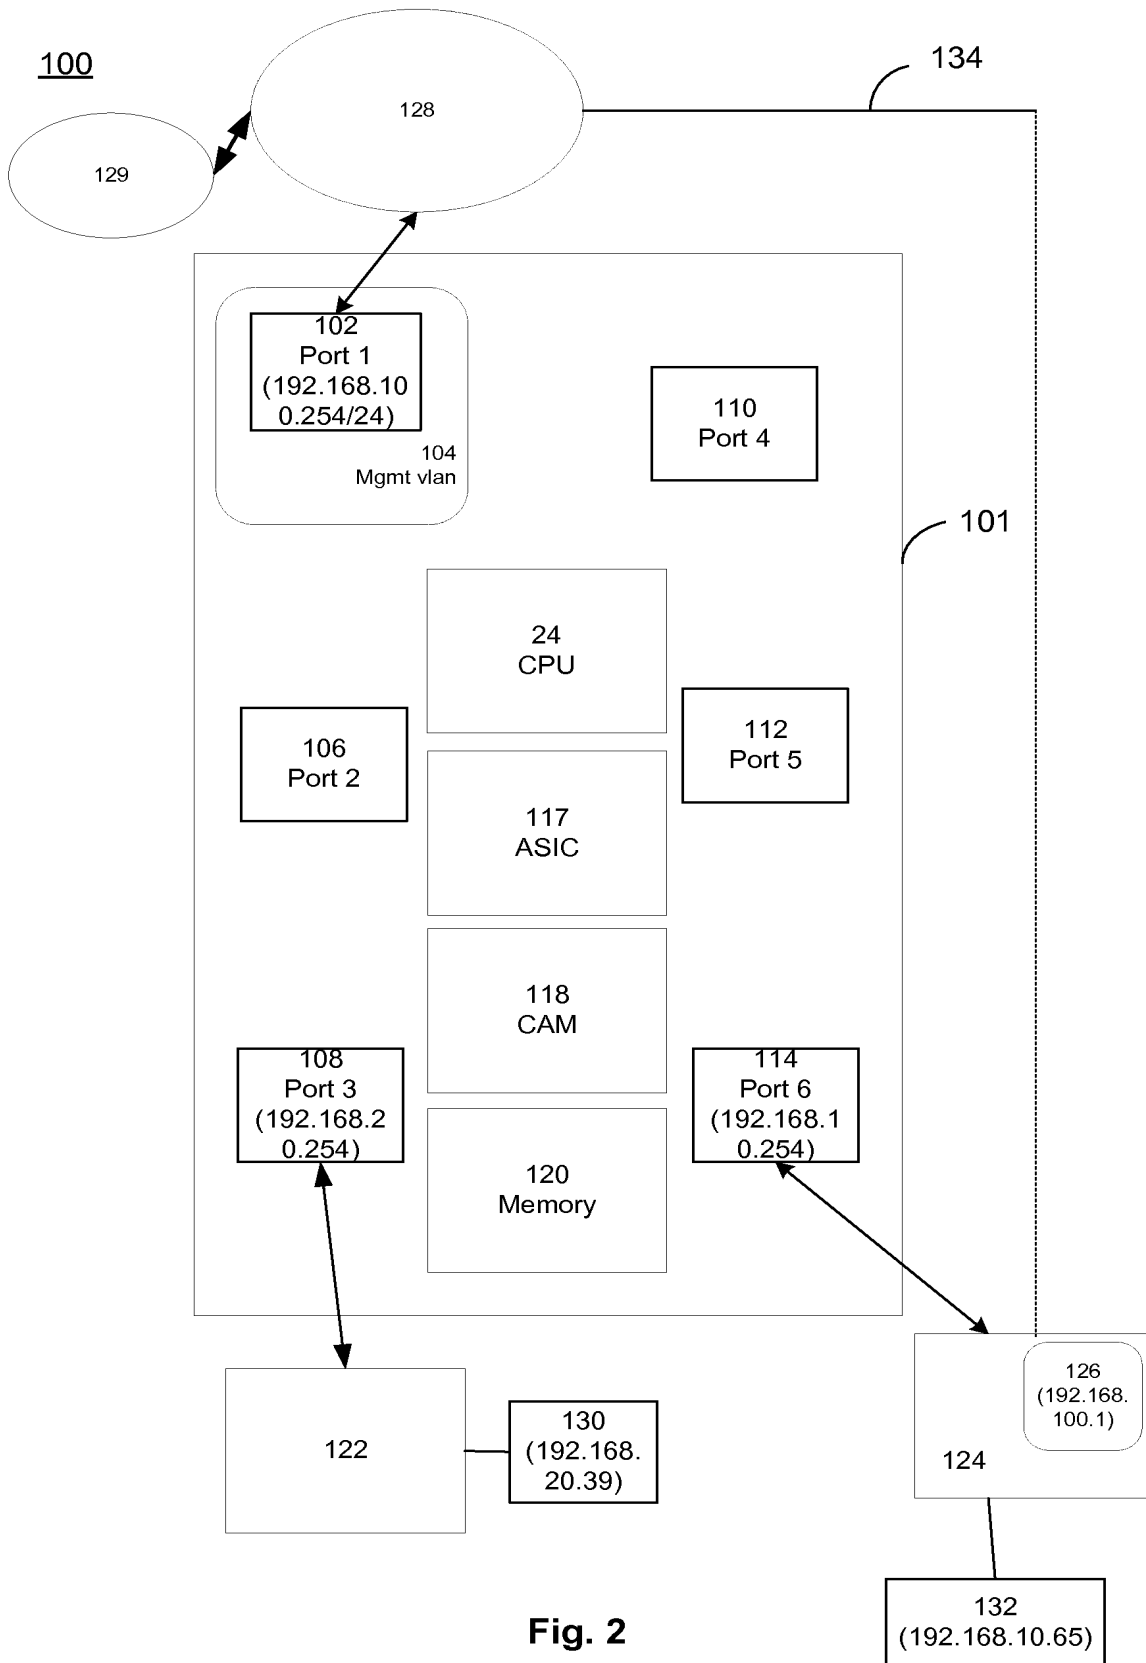 100
134
128
129
102
Port 1
(192.168.10
0.254/24)
104
Mgmt vlan
110
Port 4
101
24
CPU
106
Port 2
112
Port 5
117
ASIC
118
CAM
108
Port 3
(192.168.2
0.254)
114
Port 6
(192.168.1
0.254)
120
Memory
122
130
(192.168.
20.39)
126
(192.168.
100.1)
124
132
(192.168.10.65)
Fig. 2